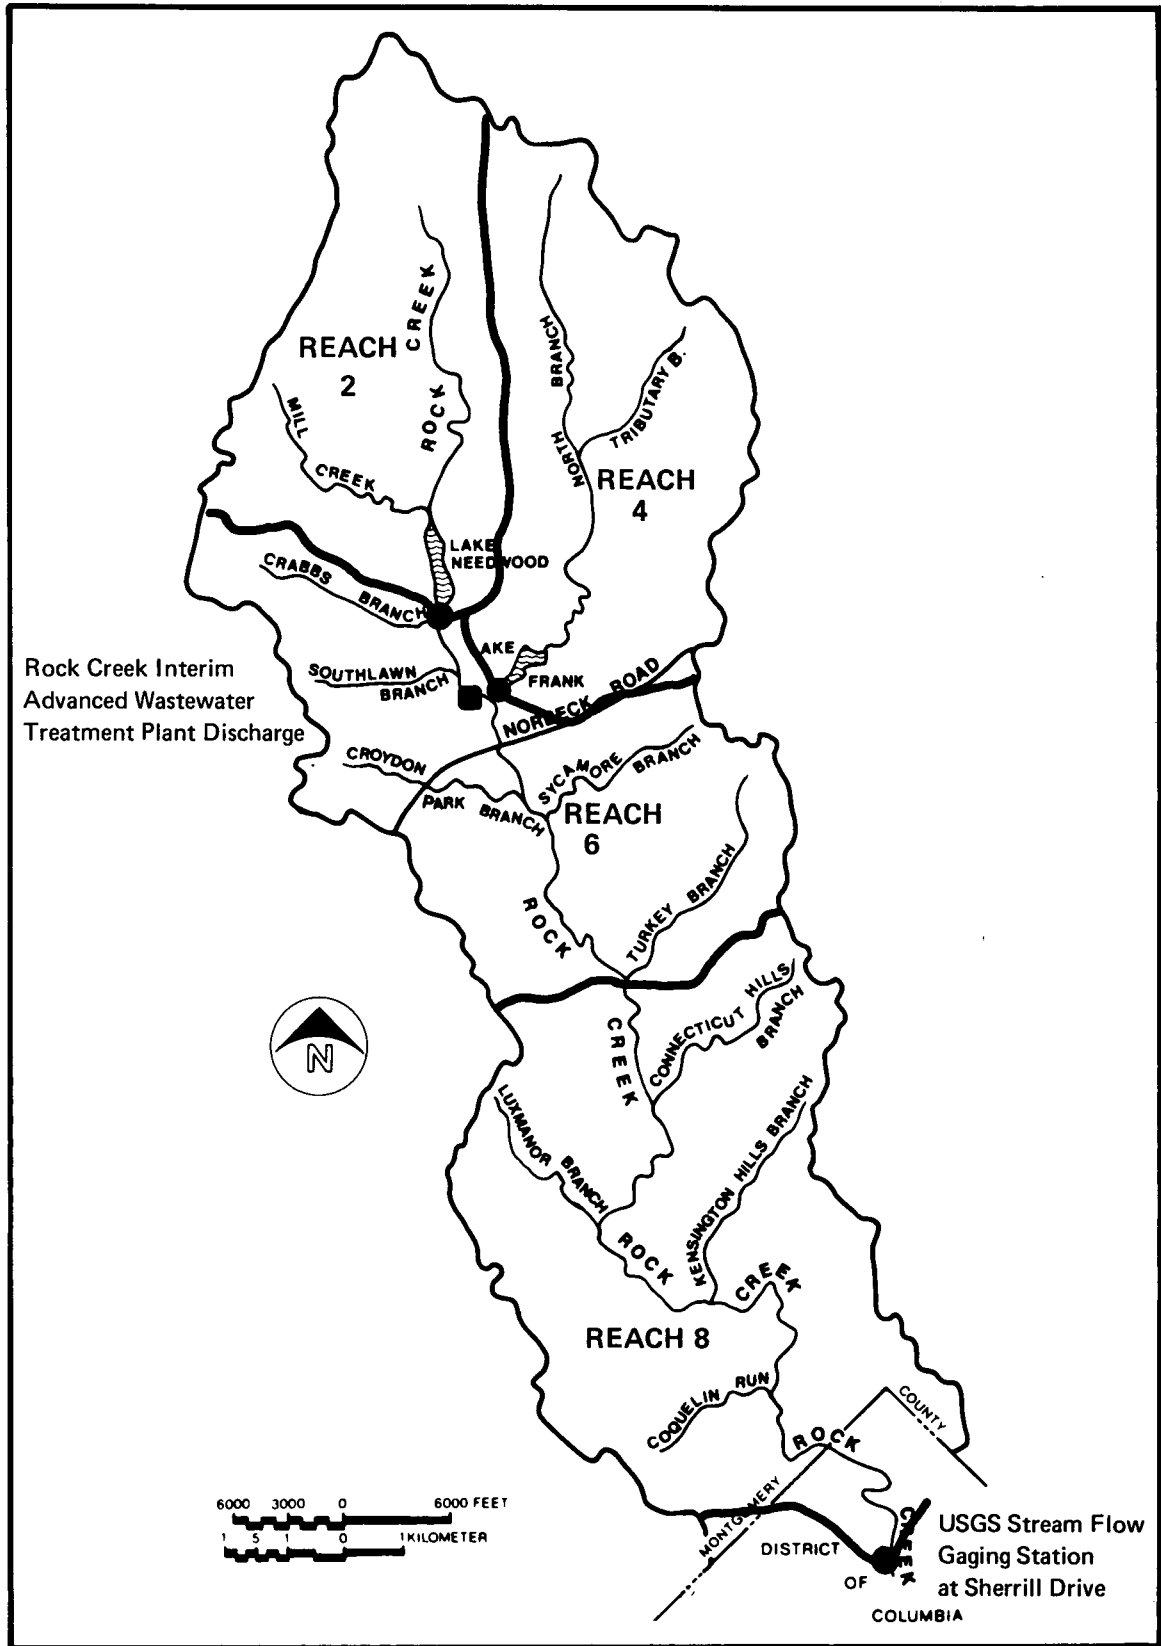 REACH
2
ROCK CREEK
MILL
CREEK
NORTH BRANCH
TRIBUTARY B.
REACH
4
LAKE
NEEDWOOD
CRABBS
BRANCH
AKE
FRANK
SOUTHLAWN
BRANCH
Rock Creek Interim
Advanced Wastewater
Treatment Plant Discharge
NORBECK ROAD
CROYDON
PARK BRANCH
SYCAMORE BRANCH
REACH
6
TURKEY BRANCH
ROCK
CREEK
CONNECTICUT HILLS
BRANCH
N
LUXMANOR BRANCH
KENSINGTON HILLS BRANCH
ROCK
CREEK
REACH 8
COQUELIN RUN
ROCK
CREEK
MONTGOMERY
COUNTY
DISTRICT
OF
COLUMBIA
USGS Stream Flow
Gaging Station
at Sherrill Drive
6000 3000 0 6000 FEET
1 5 1 0 1 KILOMETER